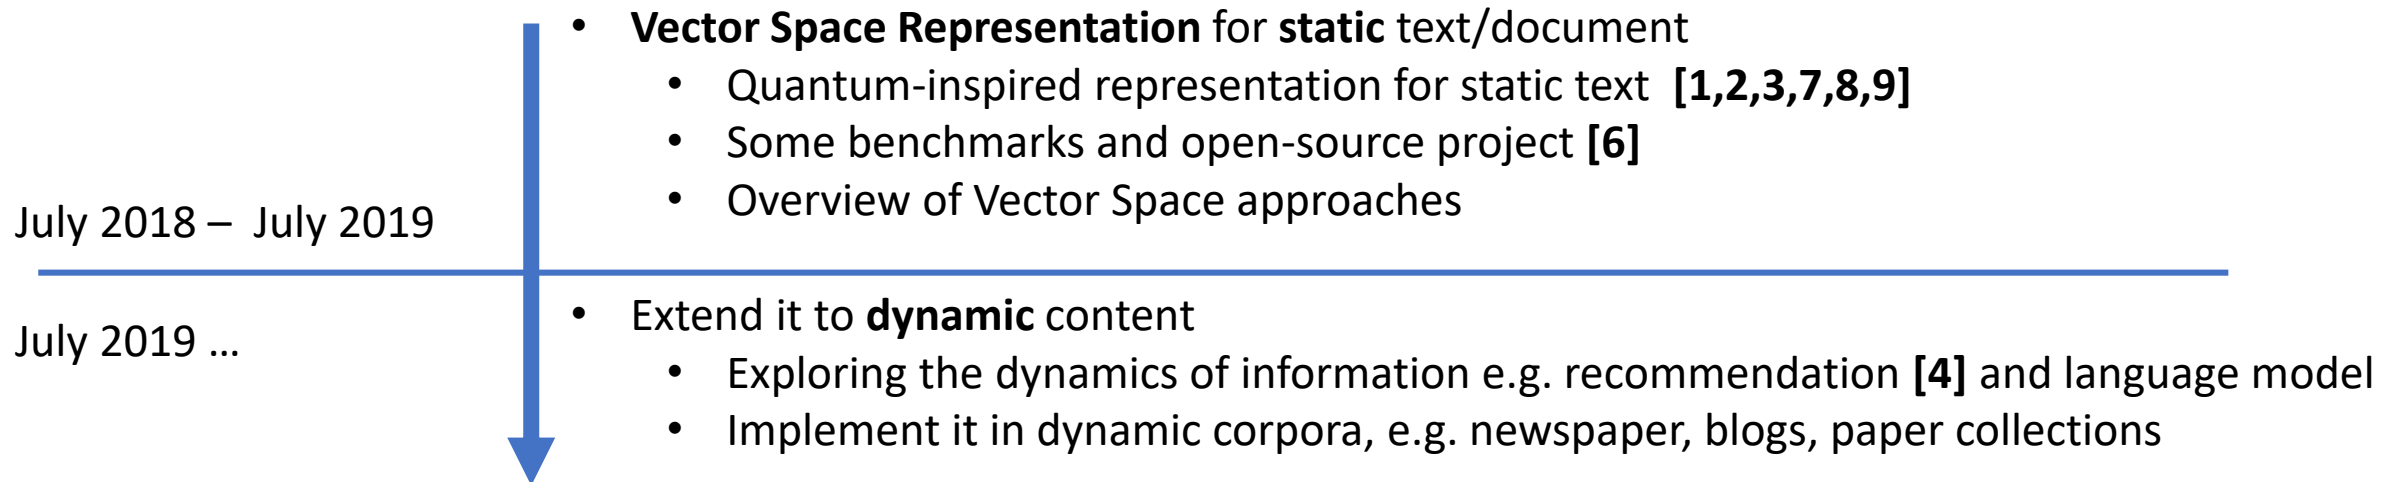 • Vector Space Representation for static text/document
• Quantum-inspired representation for static text [1,2,3,7,8,9]
• Some benchmarks and open-source project [6]
• Overview of Vector Space approaches
July 2018 – July 2019
• Extend it to dynamic content
July 2019 ...
• Exploring the dynamics of information e.g. recommendation [4] and language model
• Implement it in dynamic corpora, e.g. newspaper, blogs, paper collections